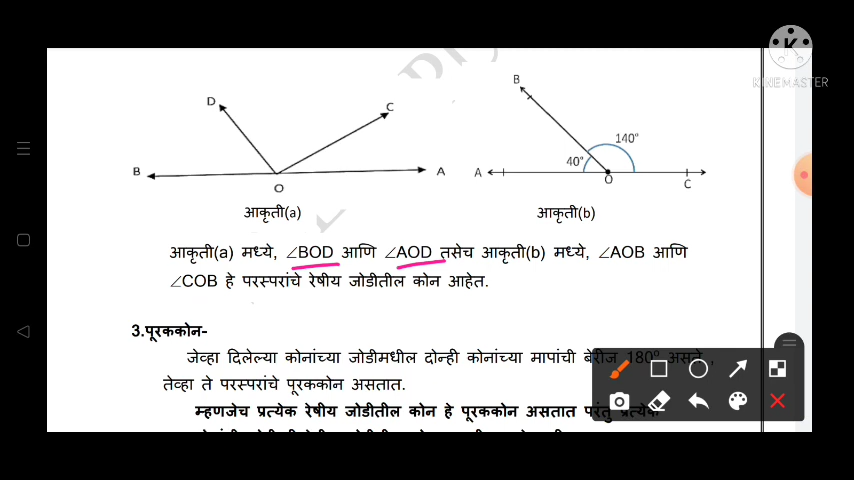 K
KINEMASTER
D
C
B
A
O
आकृती(a)
B
140°
40°
A
O
C
आकृती(b)
आकृती(a) मध्ये, ∠BOD आणि ∠AOD तसेच आकृती(b) मध्ये, ∠AOB आणि
∠COB हे परस्परांचे रेषीय जोडीतील कोन आहेत.
3.पूरककोन-
जेव्हा दिलेल्या कोनांच्या जोडीमधील दोन्ही कोनांच्या मापांची बेरीज 180° असते ,
तेव्हा ते परस्परांचे पूरककोन असतात.
म्हणजेच प्रत्येक रेषीय जोडीतील कोन हे पूरककोन असतात परंतु प्रत्येक